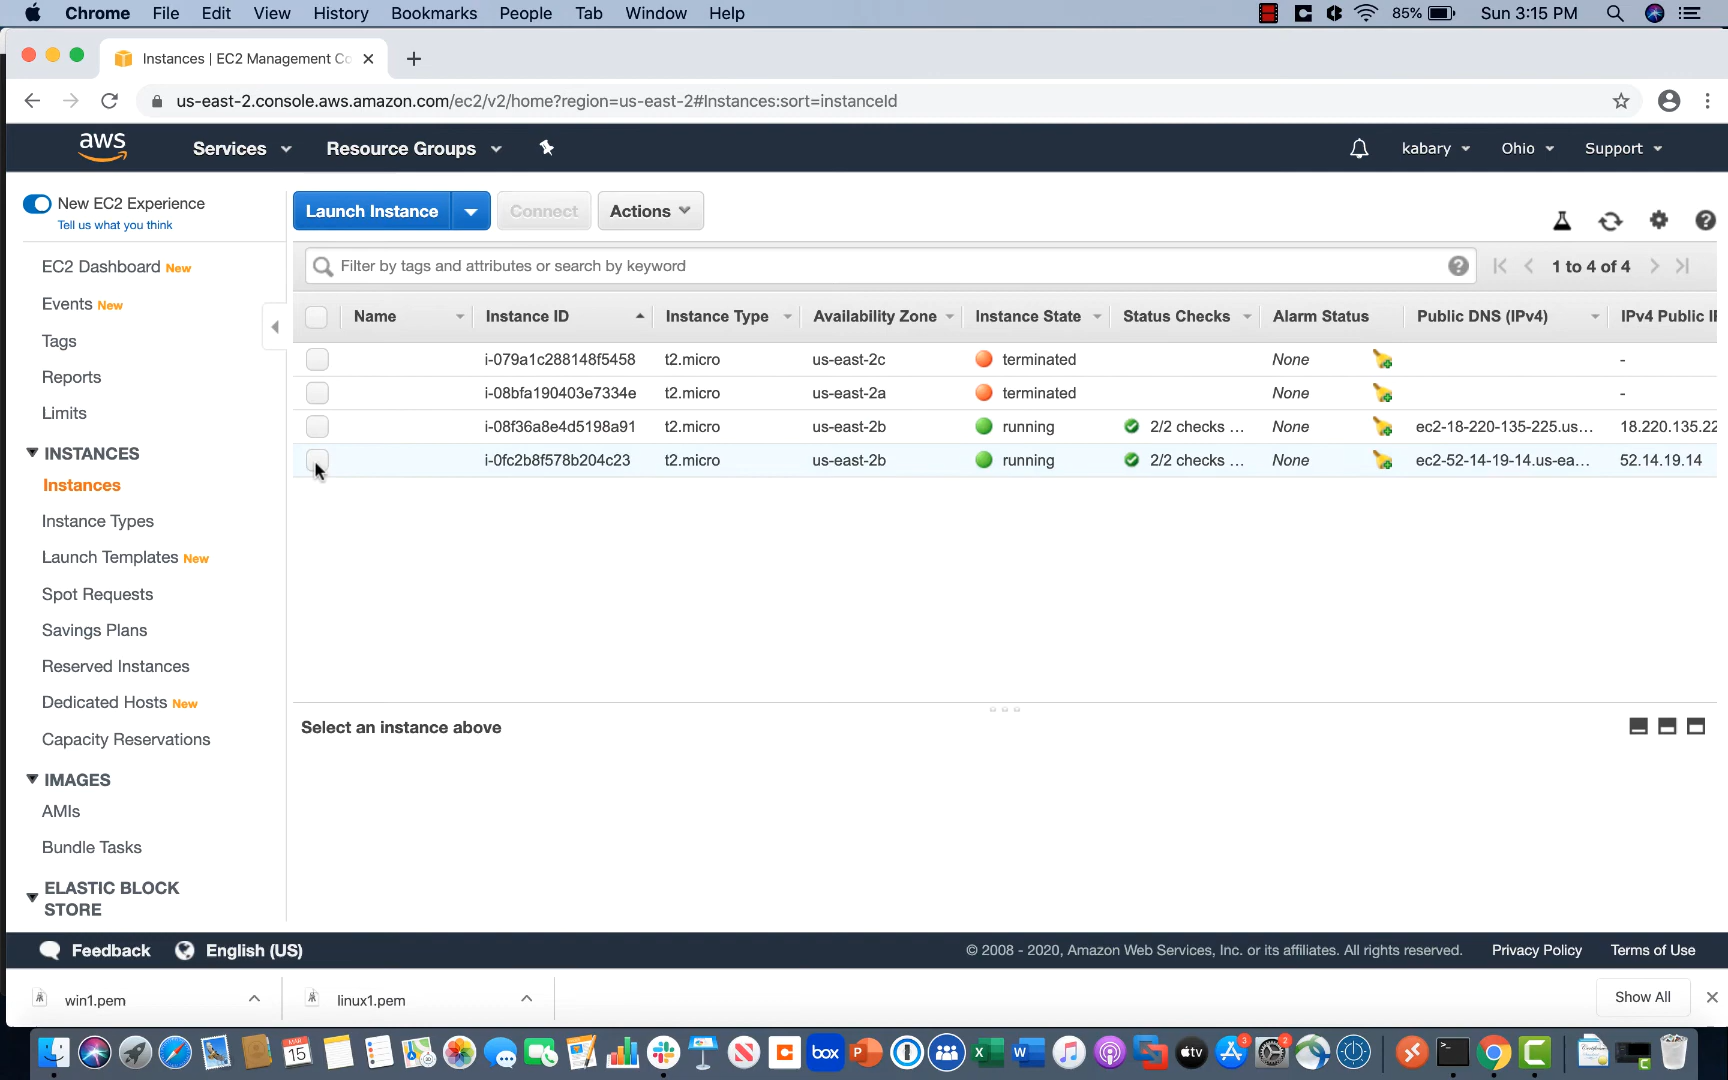 Chrome File Edit View History Bookmarks People Tab Window Help 85% Sun 3:15 PM
Instances | EC2 Management Co
us-east-2.console.aws.amazon.com/ec2/v2/home?region=us-east-2#Instances:sort=instanceId
aws Services Resource Groups kabary Ohio Support
New EC2 Experience
Tell us what you think
Launch Instance Connect Actions
EC2 Dashboard New
Events New
Tags
Reports
Limits
INSTANCES
Instances
Instance Types
Launch Templates New
Spot Requests
Savings Plans
Reserved Instances
Dedicated Hosts New
Capacity Reservations
IMAGES
AMIs
Bundle Tasks
ELASTIC BLOCK
STORE
Filter by tags and attributes or search by keyword 1 to 4 of 4
Name Instance ID Instance Type Availability Zone Instance State Status Checks Alarm Status Public DNS (IPv4) IPv4 Public IP
i-079a1c288148f5458 t2.micro us-east-2c terminated None -
i-08bfa190403e7334e t2.micro us-east-2a terminated None -
i-08f36a8e4d5198a91 t2.micro us-east-2b running 2/2 checks ... None ec2-18-220-135-225.us... 18.220.135.22
i-0fc2b8f578b204c23 t2.micro us-east-2b running 2/2 checks ... None ec2-52-14-19-14.us-ea... 52.14.19.14
Select an instance above
Feedback English (US) © 2008 - 2020, Amazon Web Services, Inc. or its affiliates. All rights reserved. Privacy Policy Terms of Use
win1.pem linux1.pem Show All
MAR
15
box
tv
3
2